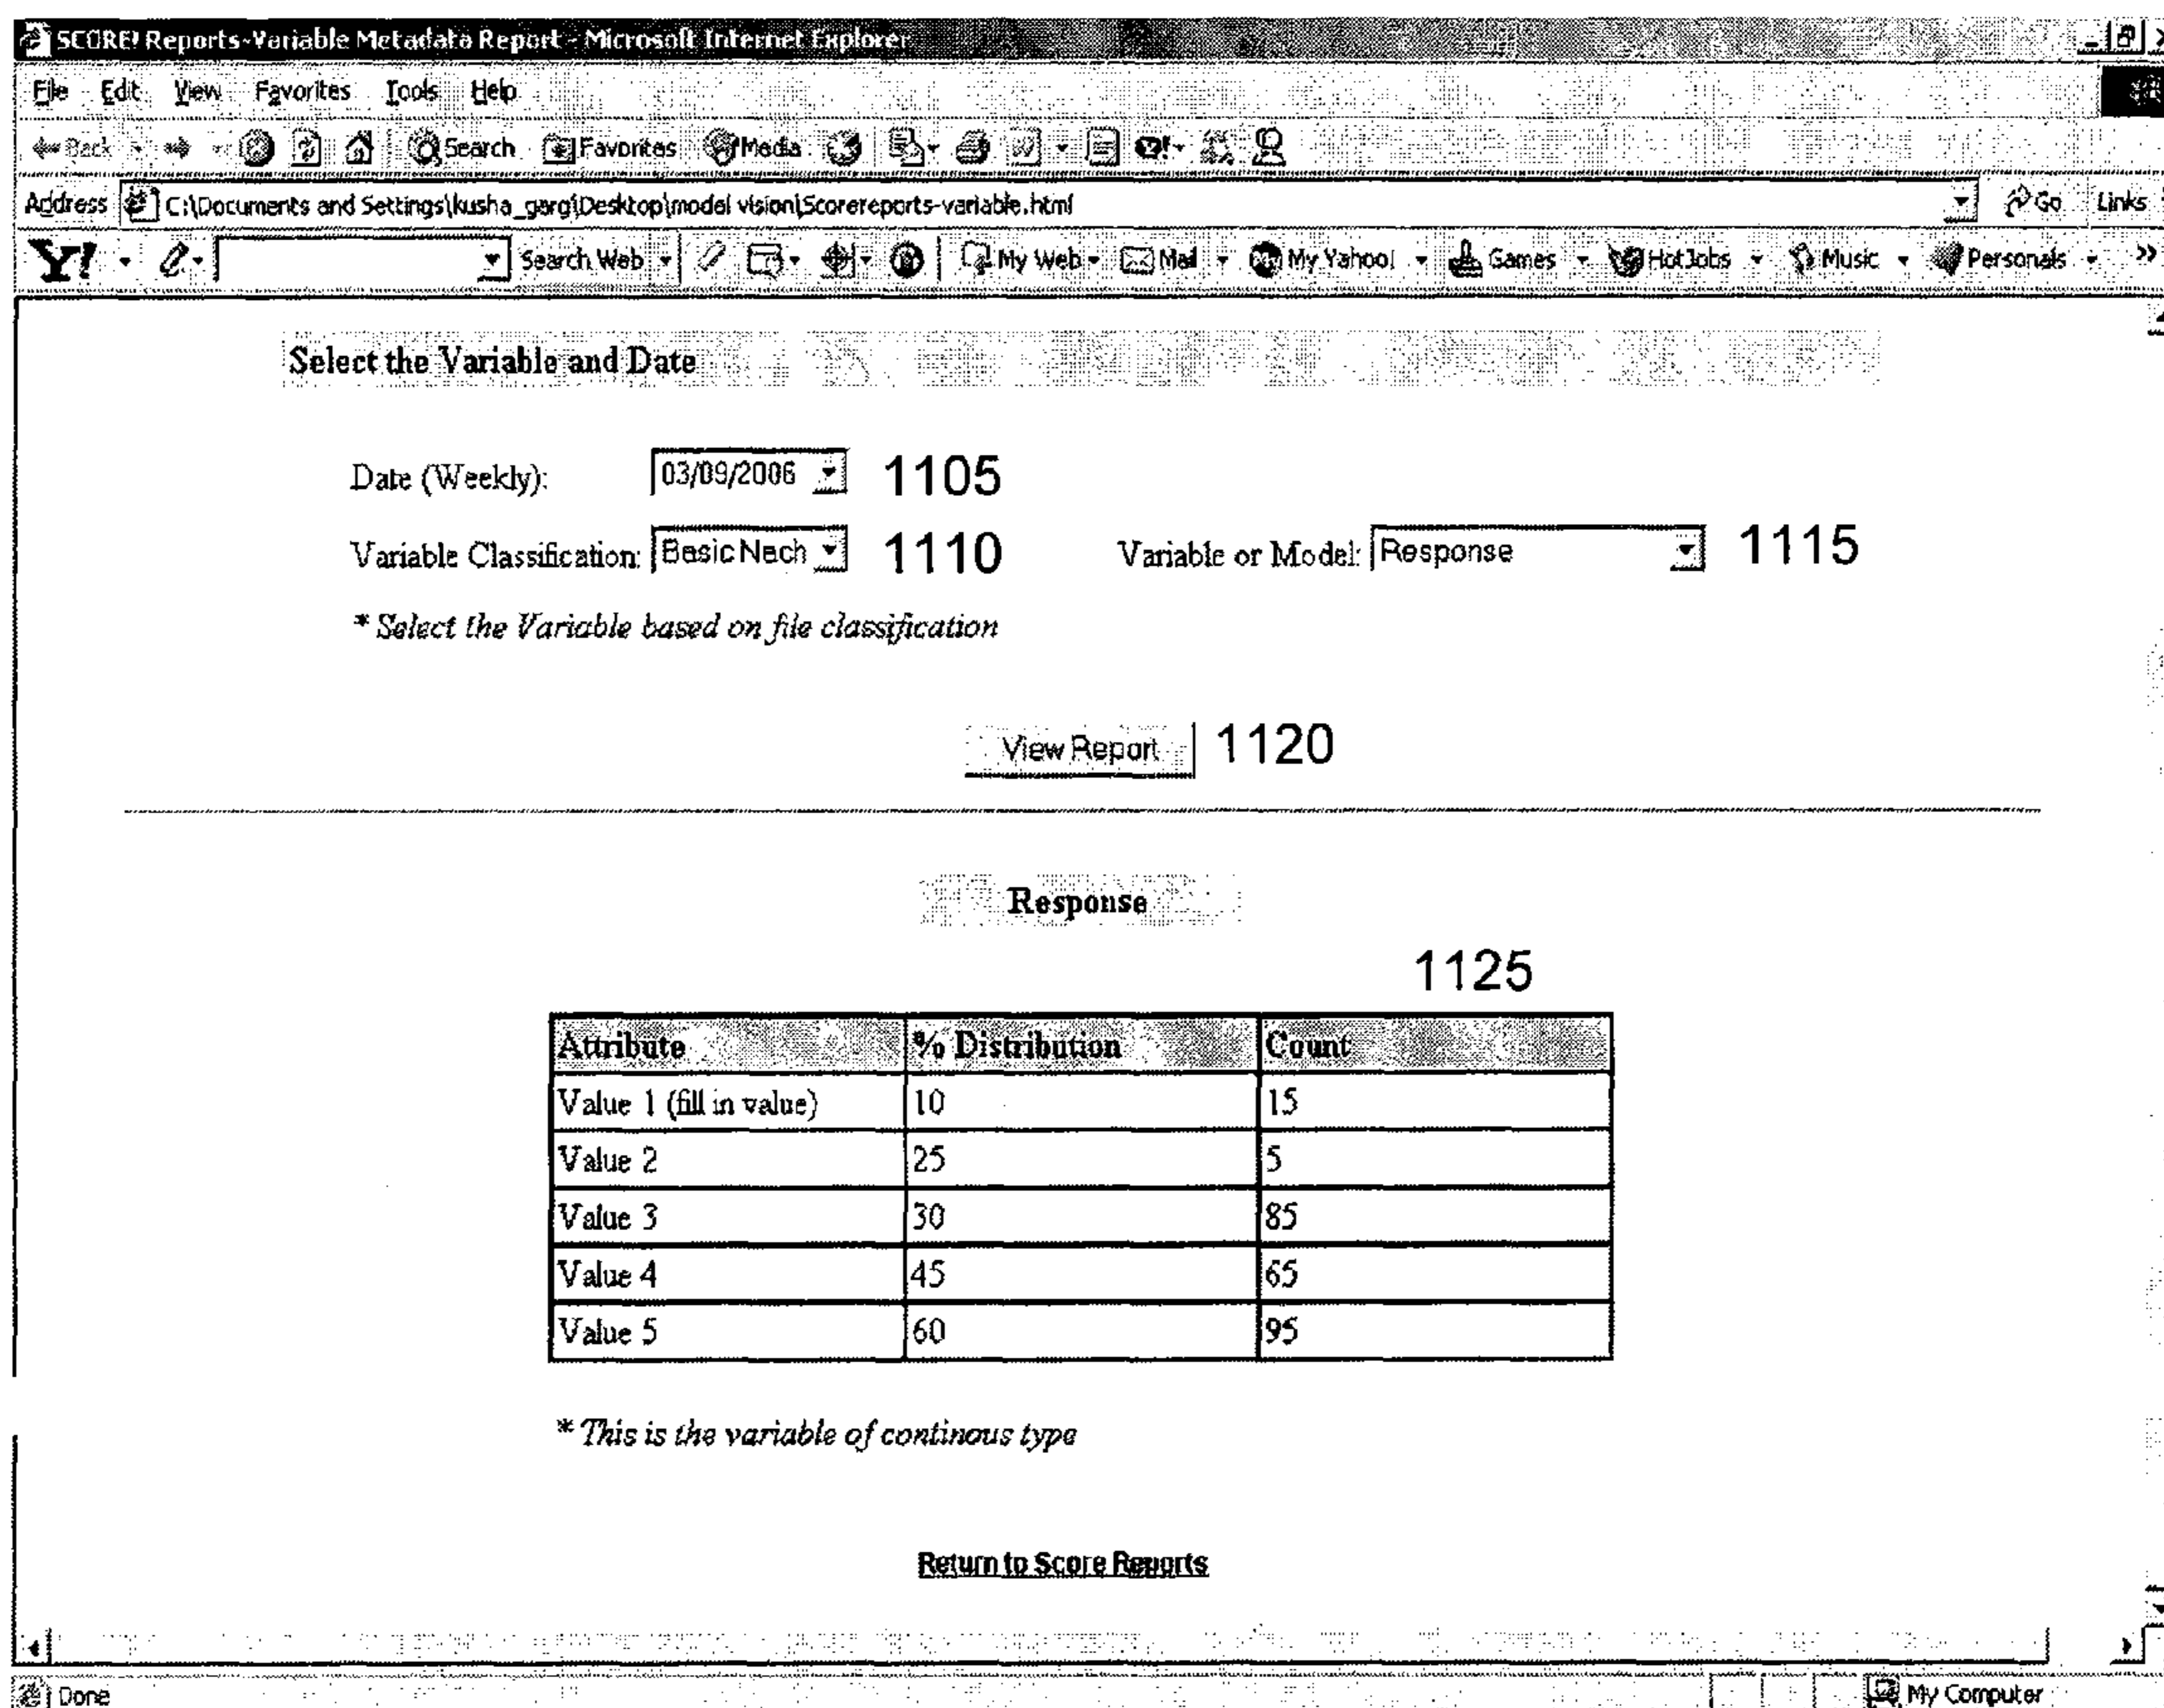 SCORE! Reports-Variable Metadata Report - Microsoft Internet Explorer
File Edit View Favorites Tools Help
Back Search Favorites Media
Address C:\Documents and Settings\kusha_garg\Desktop\model vision\Scorereports-variable.html Go Links
Y! Search Web My Web Mail My Yahoo! Games HotJobs Music Personals »
Select the Variable and Date
Date (Weekly): 03/09/2006 1105
Variable Classification: Basic Nach 1110 Variable or Model: Response 1115
* Select the Variable based on file classification
View Report 1120
Response
1125
Attribute % Distribution Count
Value 1 (fill in value) 10 15
Value 2 25 5
Value 3 30 85
Value 4 45 65
Value 5 60 95
* This is the variable of continous type
Return to Score Reports
Done My Computer